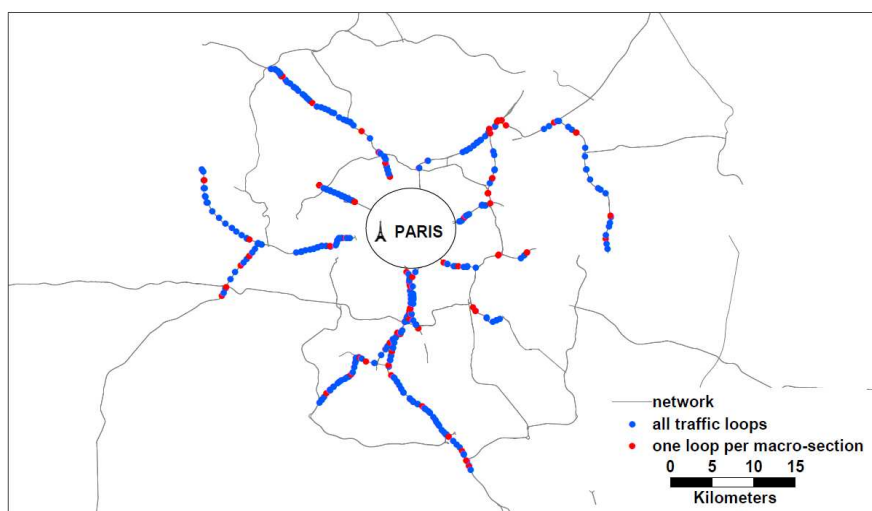 PARIS
network
all traffic loops
one loop per macro-section
0 5 10 15
Kilometers